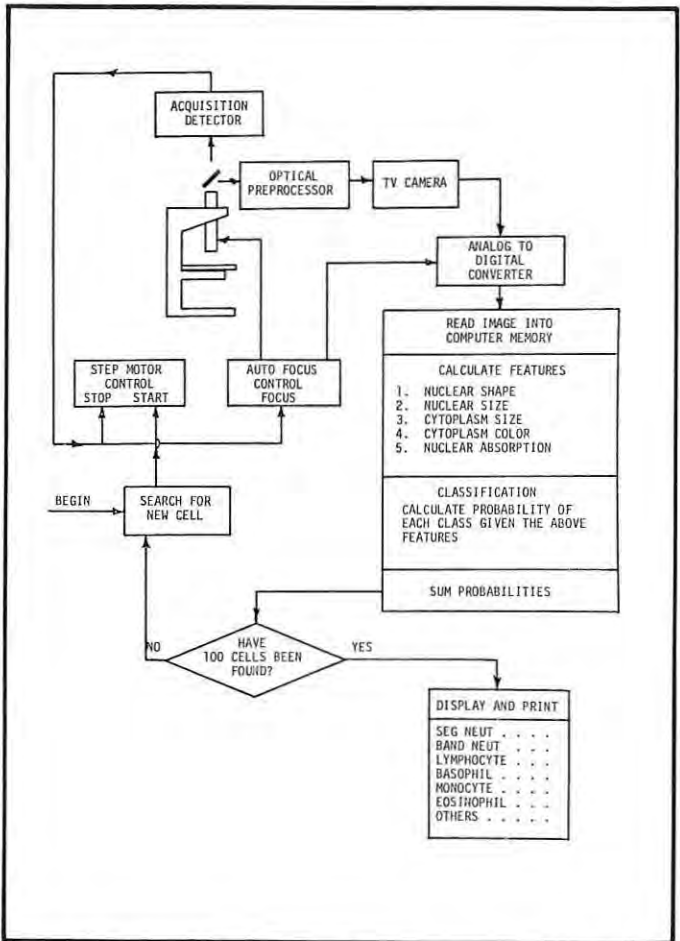 ACQUISITION
DETECTOR
OPTICAL
PREPROCESSOR
TV CAMERA
ANALOG TO
DIGITAL
CONVERTER
READ IMAGE INTO
COMPUTER MEMORY
CALCULATE FEATURES
1. NUCLEAR SHAPE
2. NUCLEAR SIZE
3. CYTOPLASM SIZE
4. CYTOPLASM COLOR
5. NUCLEAR ABSORPTION
STEP MOTOR
CONTROL
STOP START
AUTO FOCUS
CONTROL
FOCUS
BEGIN
SEARCH FOR
NEW CELL
CLASSIFICATION
CALCULATE PROBABILITY OF
EACH CLASS GIVEN THE ABOVE
FEATURES
SUM PROBABILITIES
NO
HAVE
100 CELLS BEEN
FOUND?
YES
DISPLAY AND PRINT
SEG NEUT . . . .
BAND NEUT . . .
LYMPHOCYTE . . .
BASOPHIL . . . .
MONOCYTE . . . .
EOSINOPHIL . . .
OTHERS . . . . .